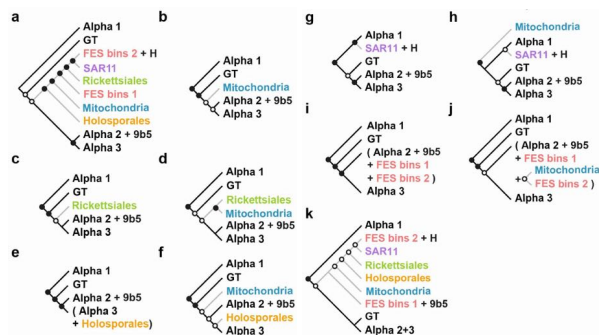 a
Alpha 1
GT
FES bins 2 + H
SAR11
Rickettsiales
FES bins 1
Mitochondria
Holosporales
Alpha 2 + 9b5
Alpha 3
b
Alpha 1
GT
Mitochondria
Alpha 2 + 9b5
Alpha 3
c
Alpha 1
GT
Rickettsiales
Alpha 2 + 9b5
Alpha 3
d
Alpha 1
GT
Rickettsiales
Mitochondria
Alpha 2 + 9b5
Alpha 3
e
Alpha 1
GT
Alpha 2 + 9b5
( Alpha 3
+ Holosporales )
f
Alpha 1
GT
Mitochondria
Alpha 2 + 9b5
Holosporales
Alpha 3
g
Alpha 1
SAR11 + H
GT
Alpha 2 + 9b5
Alpha 3
h
Mitochondria
Alpha 1
SAR11 + H
GT
Alpha 2 + 9b5
Alpha 3
i
Alpha 1
GT
( Alpha 2 + 9b5
+ FES bins 1
+ FES bins 2 )
Alpha 3
j
Alpha 1
GT
( Alpha 2 + 9b5
+ FES bins 1
+ Mitochondria
FES bins 2 )
Alpha 3
k
Alpha 1
FES bins 2 + H
SAR11
Rickettsiales
Holosporales
Mitochondria
FES bins 1 + 9b5
GT
Alpha 2+3